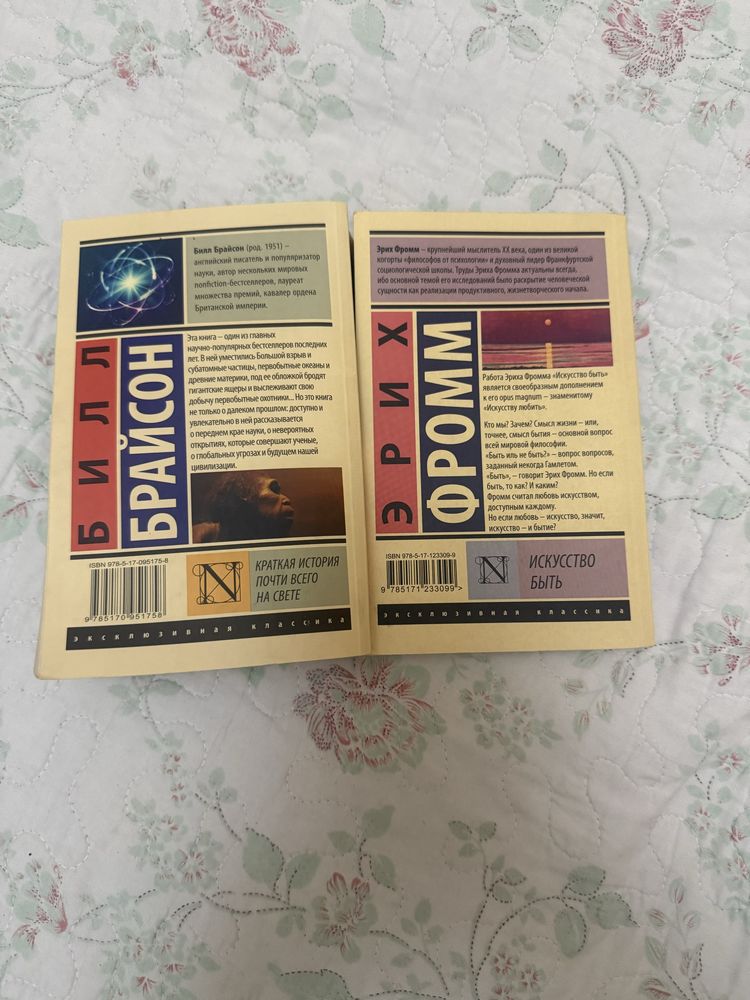 Билл Брайсон (род. 1951) –
английский писатель и популяризатор
науки, автор нескольких мировых
nonfiction-бестселлеров, лауреат
множества премий, кавалер ордена
Британской империи.
БИЛЛ
БРАЙСОН
Эта книга – один из главных
научно-популярных бестселлеров последних
лет. В ней уместились Большой взрыв и
субатомные частицы, первобытные океаны и
древние материки, под ее обложкой бродят
гигантские ящеры и выслеживают свою
добычу первобытные охотники... Но это книга
не только о далеком прошлом: доступно и
увлекательно в ней рассказывается
о переднем крае науки, о невероятных
открытиях, которые совершают ученые,
о глобальных угрозах и будущем нашей
цивилизации.
ISBN 978-5-17-095175-8
9 785170 951758
N
КРАТКАЯ ИСТОРИЯ
ПОЧТИ ВСЕГО
НА СВЕТЕ
ЭКСКЛЮЗИВНАЯ КЛАССИКА
Эрих Фромм – крупнейший мыслитель XX века, один из великой
когорты «философов от психологии» и духовный лидер Франкфуртской
социологической школы. Труды Эриха Фромма актуальны всегда,
ибо основной темой его исследований было раскрытие человеческой
сущности как реализации продуктивного, жизнетворческого начала.
ЭРИХ
ФРОММ
Работа Эриха Фромма «Искусство быть»
является своеобразным дополнением
к его opus magnum – знаменитому
«Искусству любить».
Кто мы? Зачем? Смысл жизни – или,
точнее, смысл бытия – основной вопрос
всей мировой философии.
«Быть иль не быть?» – вопрос вопросов,
заданный некогда Гамлетом.
«Быть», – говорит Эрих Фромм. Но если
быть, то как? И каким?
Фромм считал любовь искусством,
доступным каждому.
Но если любовь – искусство, значит,
искусство – и бытие?
ISBN 978-5-17-123309-9
9 785171 233099>
N
ИСКУССТВО
БЫТЬ
ЭКСКЛЮЗИВНАЯ КЛАССИКА